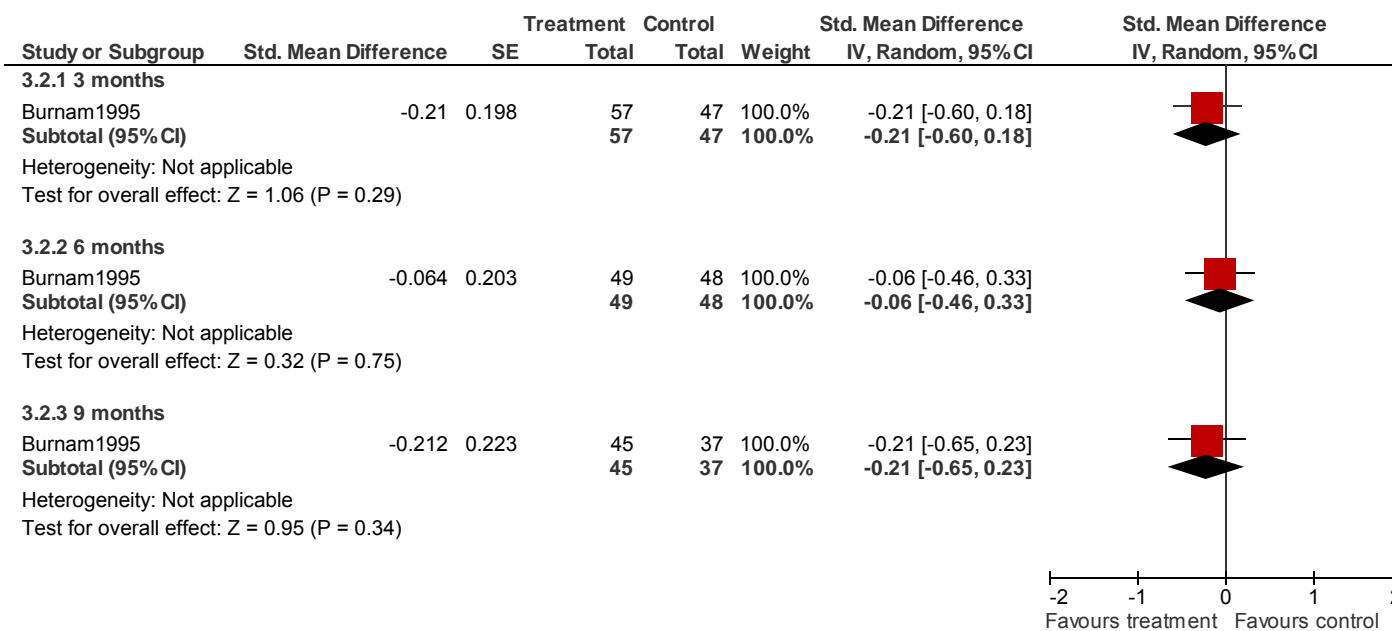 Treatment Control Std. Mean Difference Std. Mean Difference
Study or Subgroup Std. Mean Difference SE Total Total Weight IV, Random, 95% CI IV, Random, 95% CI
3.2.1 3 months
Burnam1995 -0.21 0.198 57 47 100.0% -0.21 [-0.60, 0.18]
Subtotal (95% CI) 57 47 100.0% -0.21 [-0.60, 0.18]
Heterogeneity: Not applicable
Test for overall effect: Z = 1.06 (P = 0.29)
3.2.2 6 months
Burnam1995 -0.064 0.203 49 48 100.0% -0.06 [-0.46, 0.33]
Subtotal (95% CI) 49 48 100.0% -0.06 [-0.46, 0.33]
Heterogeneity: Not applicable
Test for overall effect: Z = 0.32 (P = 0.75)
3.2.3 9 months
Burnam1995 -0.212 0.223 45 37 100.0% -0.21 [-0.65, 0.23]
Subtotal (95% CI) 45 37 100.0% -0.21 [-0.65, 0.23]
Heterogeneity: Not applicable
Test for overall effect: Z = 0.95 (P = 0.34)
-2 -1 0 1
Favours treatment Favours control